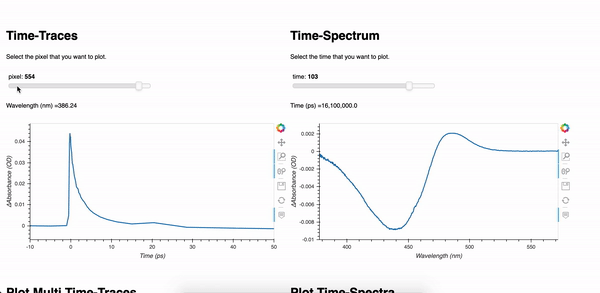 Time-Traces
Select the pixel that you want to plot.
pixel: 554
Wavelength (nm) =386.24
ΔAbsorbance (OD)
0.04
0.03
0.02
0.01
0
-10
0
10
20
30
40
50
Time (ps)
Time-Spectrum
Select the time that you want to plot.
time: 103
Time (ps) =16,100,000.0
ΔAbsorbance (OD)
0.002
0
-0.002
-0.004
-0.006
-0.008
-0.01
400
450
500
550
Wavelength (nm)
Plot Multi Time-Traces
Plot Time-Spectra